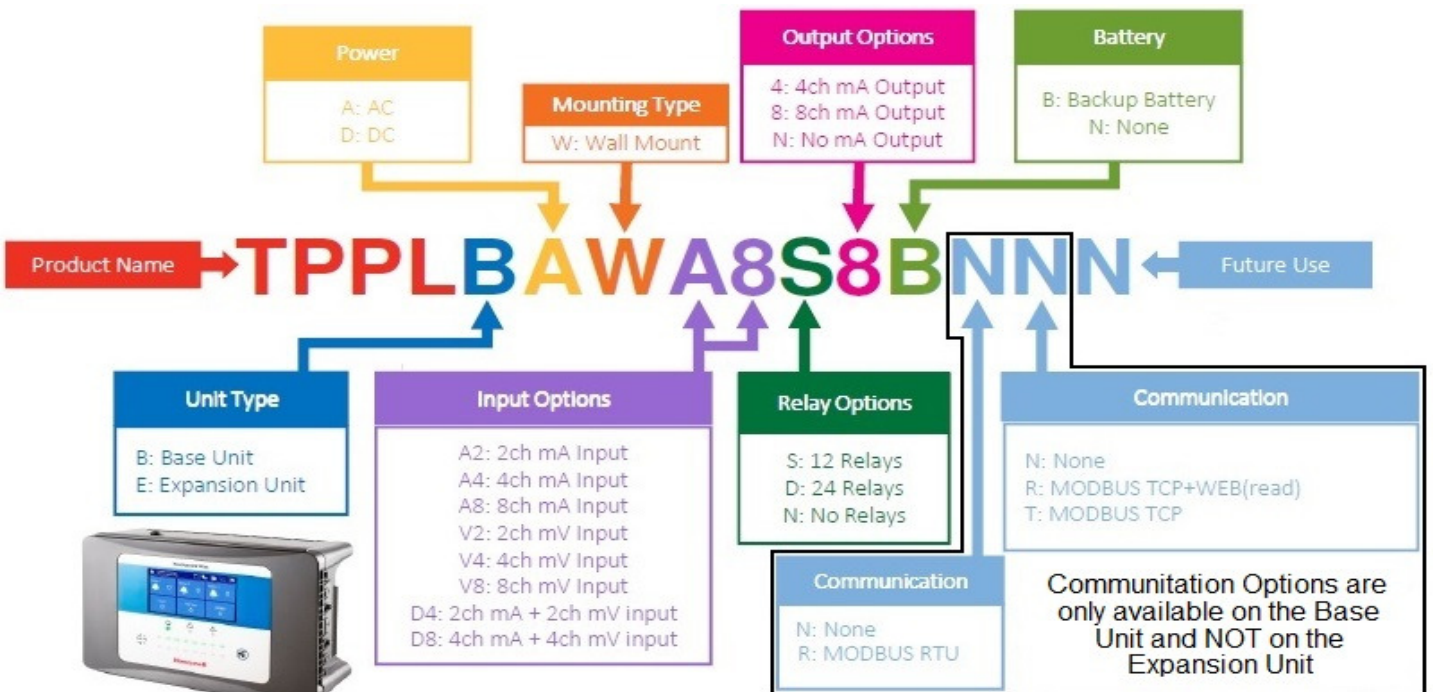 Power
A: AC
D: DC
Mounting Type
W: Wall Mount
Output Options
4: 4ch mA Output
8: 8ch mA Output
N: No mA Output
Battery
B: Backup Battery
N: None
Product Name
TPPLBAWA8S8BNNN
Future Use
Unit Type
B: Base Unit
E: Expansion Unit
Input Options
A2: 2ch mA Input
A4: 4ch mA Input
A8: 8ch mA Input
V2: 2ch mV Input
V4: 4ch mV Input
V8: 8ch mV Input
D4: 2ch mA + 2ch mV input
D8: 4ch mA + 4ch mV input
Relay Options
S: 12 Relays
D: 24 Relays
N: No Relays
Communication
N: None
R: MODBUS RTU
Communication
N: None
R: MODBUS TCP+WEB(read)
T: MODBUS TCP
Communitation Options are
only available on the Base
Unit and NOT on the
Expansion Unit
Honeywell